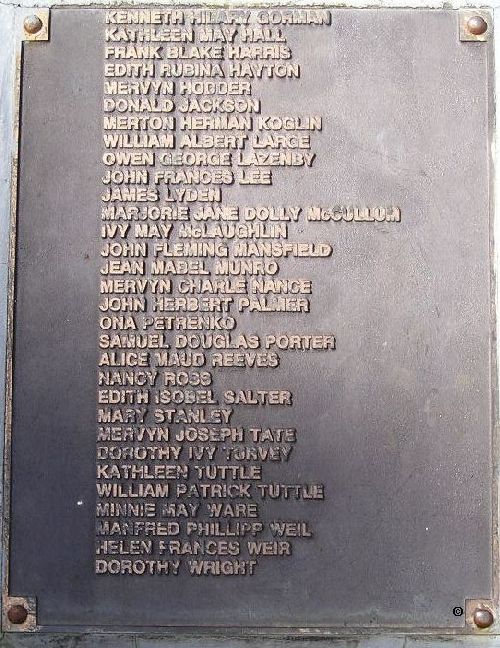 KENNETH HILARY GORMAN
KATHLEEN MAY HALL
FRANK BLAKE HARRIS
EDITH RUBINA HAYTON
MERVYN HODDER
DONALD JACKSON
MERTON HERMAN KOGLIN
WILLIAM ALBERT LARGE
OWEN GEORGE LAZENBY
JOHN FRANCES LEE
JAMES LYDEN
MARJORIE JANE DOLLY McCULLUM
IVY MAY McLAUGHLIN
JOHN FLEMING MANSFIELD
JEAN MABEL MUNRO
MERVYN CHARLE NANCE
JOHN HERBERT PALMER
ONA PETRENKO
SAMUEL DOUGLAS PORTER
ALICE MAUD REEVES
NANCY ROSS
EDITH ISOBEL SALTER
MARY STANLEY
MERVYN JOSEPH TATE
DOROTHY IVY TORVEY
KATHLEEN TUTTLE
WILLIAM PATRICK TUTTLE
MINNIE MAY WARE
MANFRED PHILLIPP WEIL
HELEN FRANCES WEIR
DOROTHY WRIGHT
©